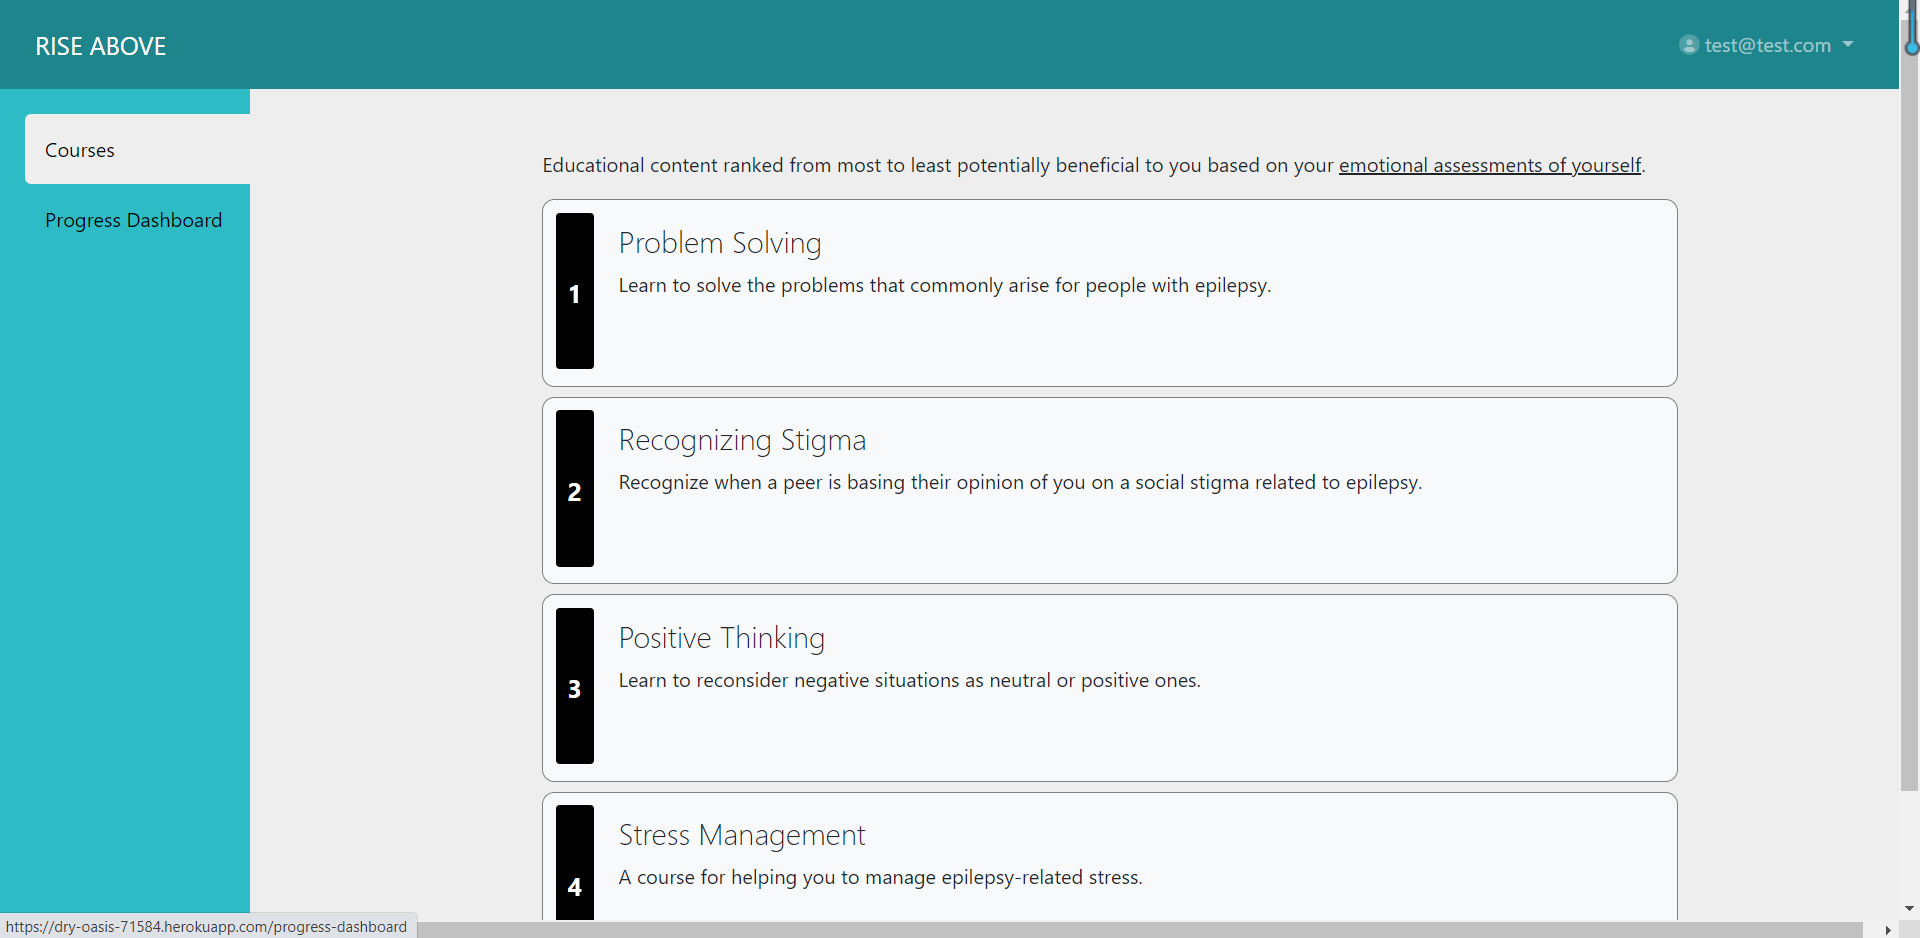 RISE ABOVE
test@test.com
Courses
Progress Dashboard
Educational content ranked from most to least potentially beneficial to you based on your emotional assessments of yourself.
1
Problem Solving
Learn to solve the problems that commonly arise for people with epilepsy.
2
Recognizing Stigma
Recognize when a peer is basing their opinion of you on a social stigma related to epilepsy.
3
Positive Thinking
Learn to reconsider negative situations as neutral or positive ones.
4
Stress Management
A course for helping you to manage epilepsy-related stress.
https://dry-oasis-71584.herokuapp.com/progress-dashboard